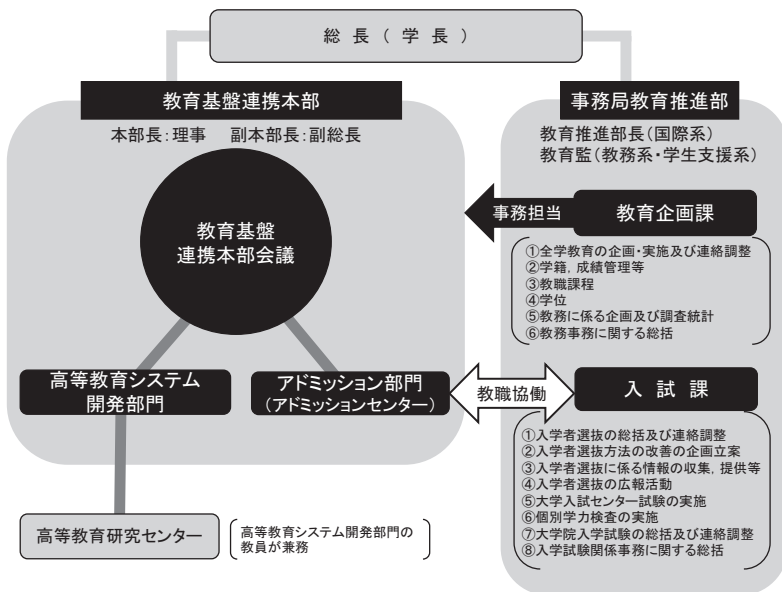 総 長 ( 学 長 )
教育基盤連携本部
本部長:理事 副本部長:副総長
教育基盤
連携本部会議
高等教育システム
開発部門
アドミッション部門
(アドミッションセンター)
高等教育研究センター
高等教育システム開発部門の
教員が兼務
事務局教育推進部
教育推進部長(国際系)
教育監(教務系・学生支援系)
事務担当
教育企画課
①全学教育の企画・実施及び連絡調整
②学籍, 成績管理等
③教職課程
④学位
⑤教務に係る企画及び調査統計
⑥教務事務に関する総括
教職協働
入 試 課
①入学者選抜の総括及び連絡調整
②入学者選抜方法の改善の企画立案
③入学者選抜に係る情報の収集, 提供等
④入学者選抜の広報活動
⑤大学入試センター試験の実施
⑥個別学力検査の実施
⑦大学院入学試験の総括及び連絡調整
⑧入学試験関係事務に関する総括